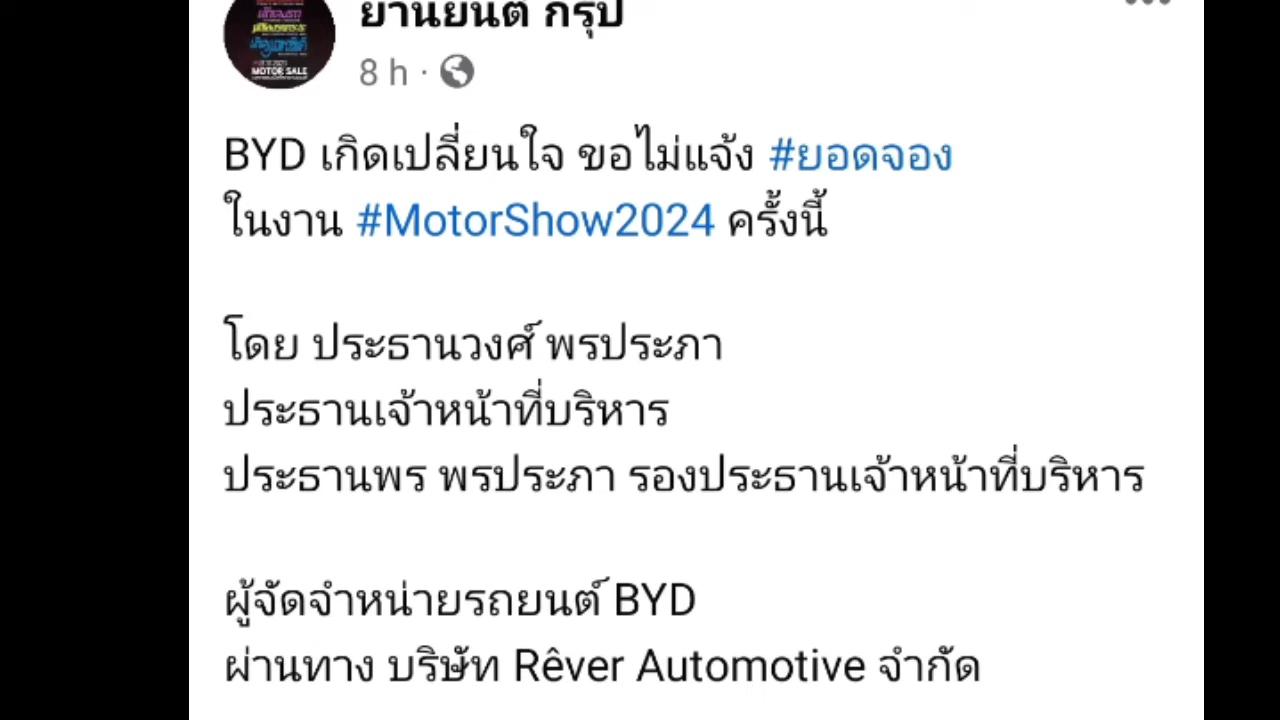 ยานยนต์ กรุ๊ป
8 h ·
BYD เกิดเปลี่ยนใจ ขอไม่แจ้ง #ยอดจอง
ในงาน #MotorShow2024 ครั้งนี้
โดย ประธานวงศ์ พรประภา
ประธานเจ้าหน้าที่บริหาร
ประธานพร พรประภา รองประธานเจ้าหน้าที่บริหาร
ผู้จัดจำหน่ายรถยนต์ BYD
ผ่านทาง บริษัท Rêver Automotive จำกัด
MOTOR SALE